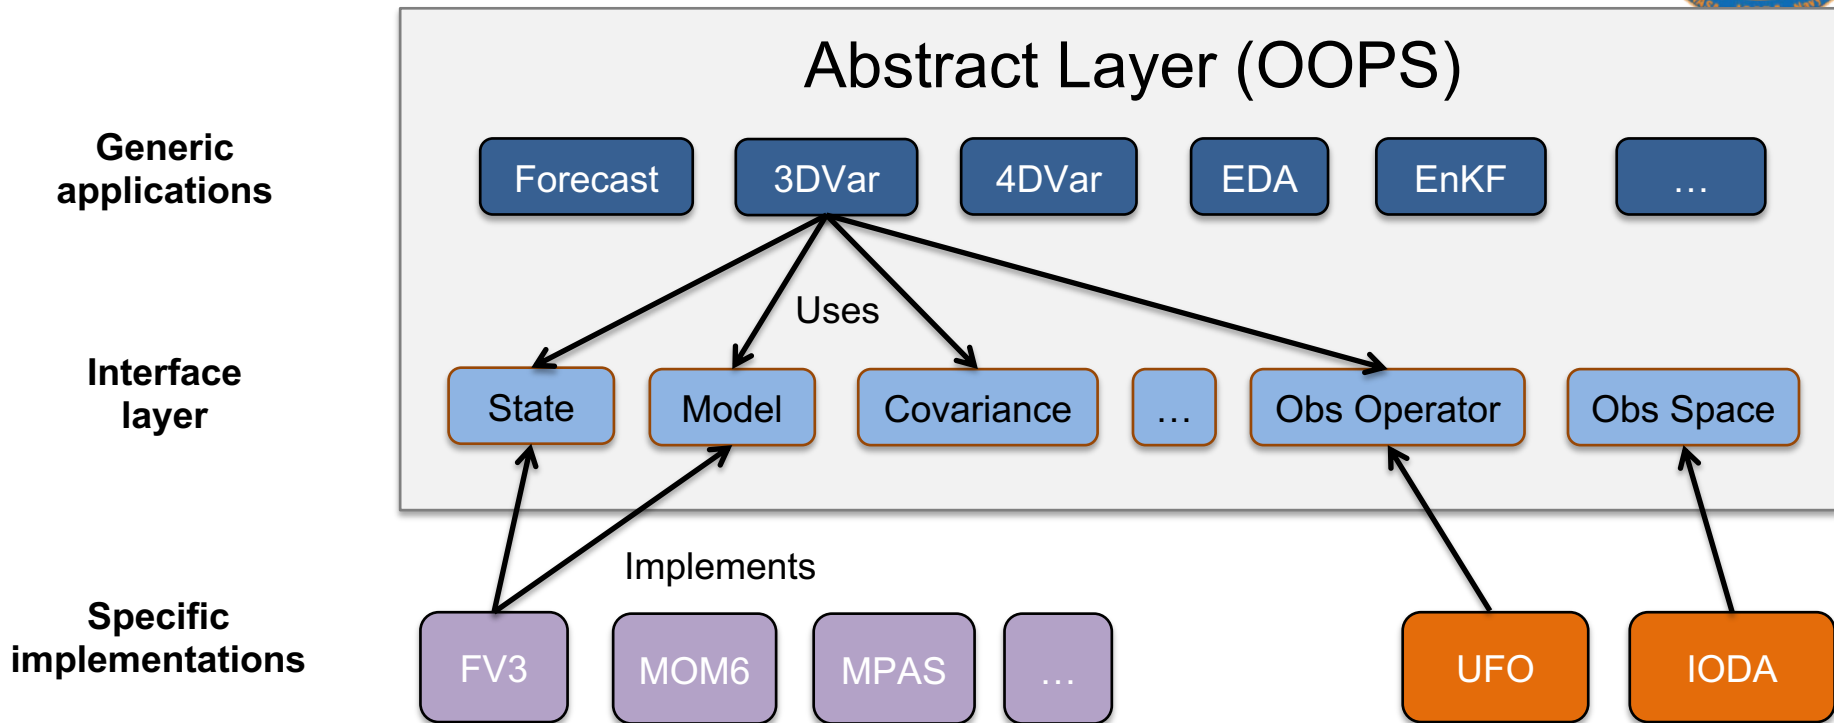 Abstract Layer (OOPS)
Generic
applications
Forecast
3DVar
4DVar
EDA
EnKF
…
Uses
Interface
layer
State
Model
Covariance
…
Obs Operator
Obs Space
Implements
Specific
implementations
FV3
MOM6
MPAS
…
UFO
IODA